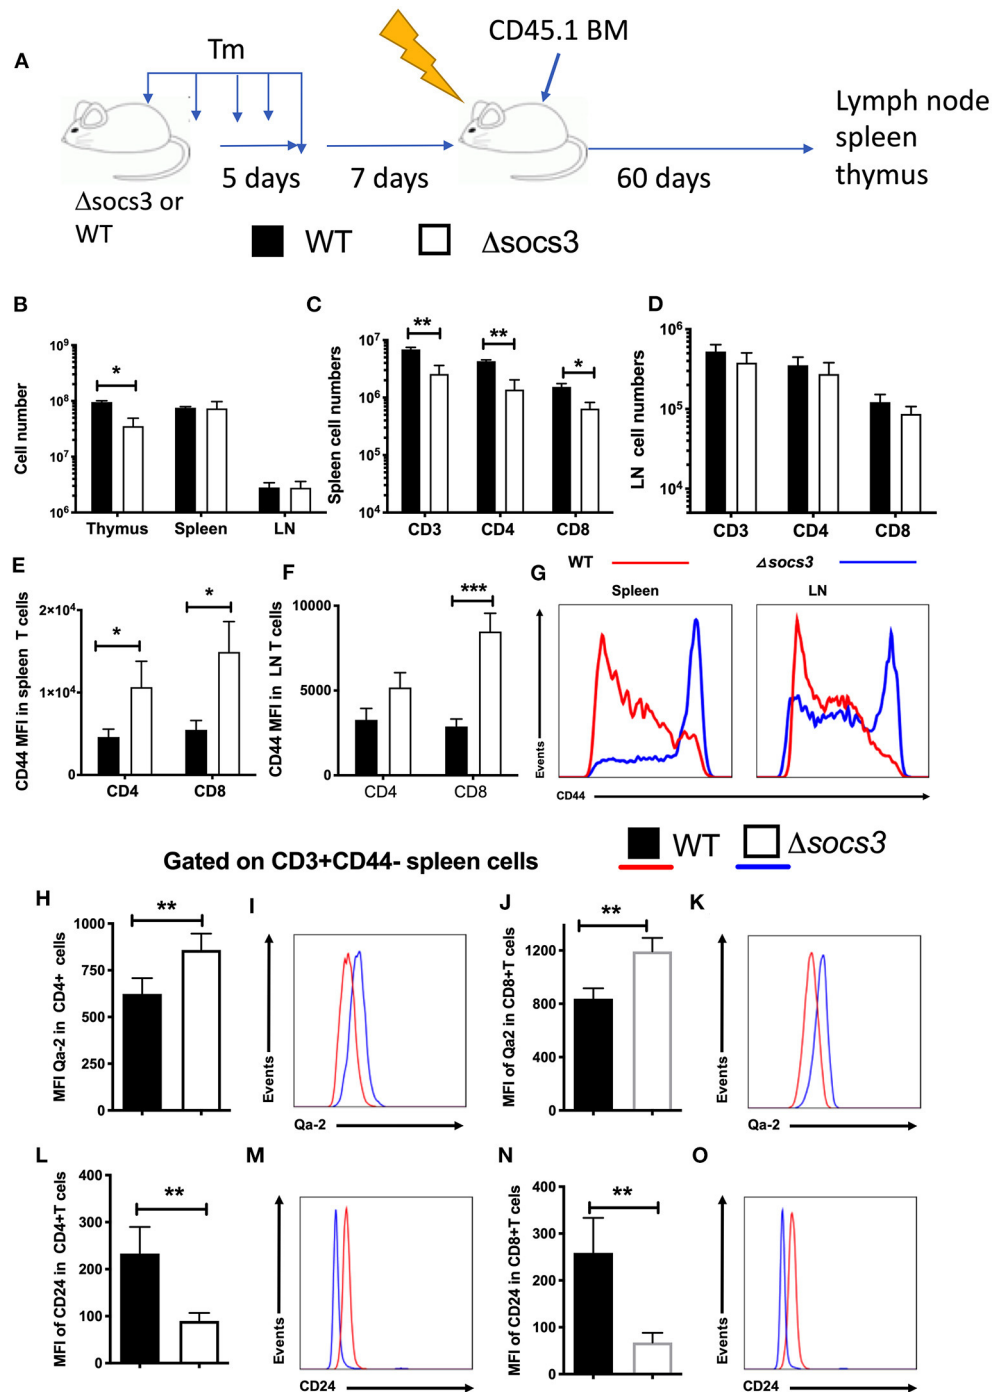 A
Tm
CD45.1 BM
Lymph node
spleen
thymus
5 days
7 days
60 days
Δsocs3 or
WT
WT
Δsocs3
B
Cell number
10⁹
10⁸
10⁷
10⁶
*
Thymus
Spleen
LN
C
Spleen cell numbers
10⁷
10⁶
10⁵
10⁴
**
**
*
CD3
CD4
CD8
D
LN cell numbers
10⁶
10⁵
10⁴
CD3
CD4
CD8
E
CD44 MFI in spleen T cells
2×10⁴
1×10⁴
0
*
*
CD4
CD8
F
CD44 MFI in LN T cells
10000
5000
0
***
CD4
CD8
G
WT
Δsocs3
Spleen
LN
Events
CD44
WT
Δsocs3
Gated on CD3+CD44- spleen cells
H
MFI Qa-2 in CD4+ cells
1000
750
500
250
0
**
I
Events
Qa-2
J
MFI of Qa2 in CD8+T cels
1200
800
400
0
**
K
Events
Qa-2
L
MFI of CD24 in CD4+T cels
400
300
200
100
0
**
M
Events
CD24
N
MFI of CD24 in CD8+T cels
400
300
200
100
0
**
O
Events
CD24